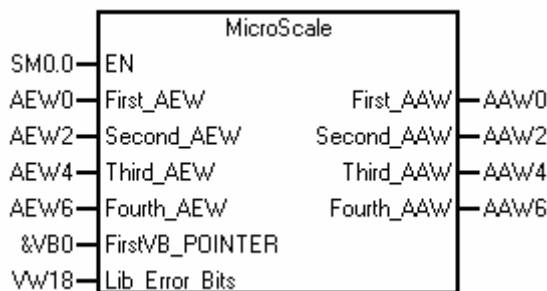 MicroScale
SM0.0 EN
AEW0 First_AEW First_AAW AAW0
AEW2 Second_AEW Second_AAW AAW2
AEW4 Third_AEW Third_AAW AAW4
AEW6 Fourth_AEW Fourth_AAW AAW6
&VB0 FirstVB_POINTER
VW18 Lib_Error_Bits